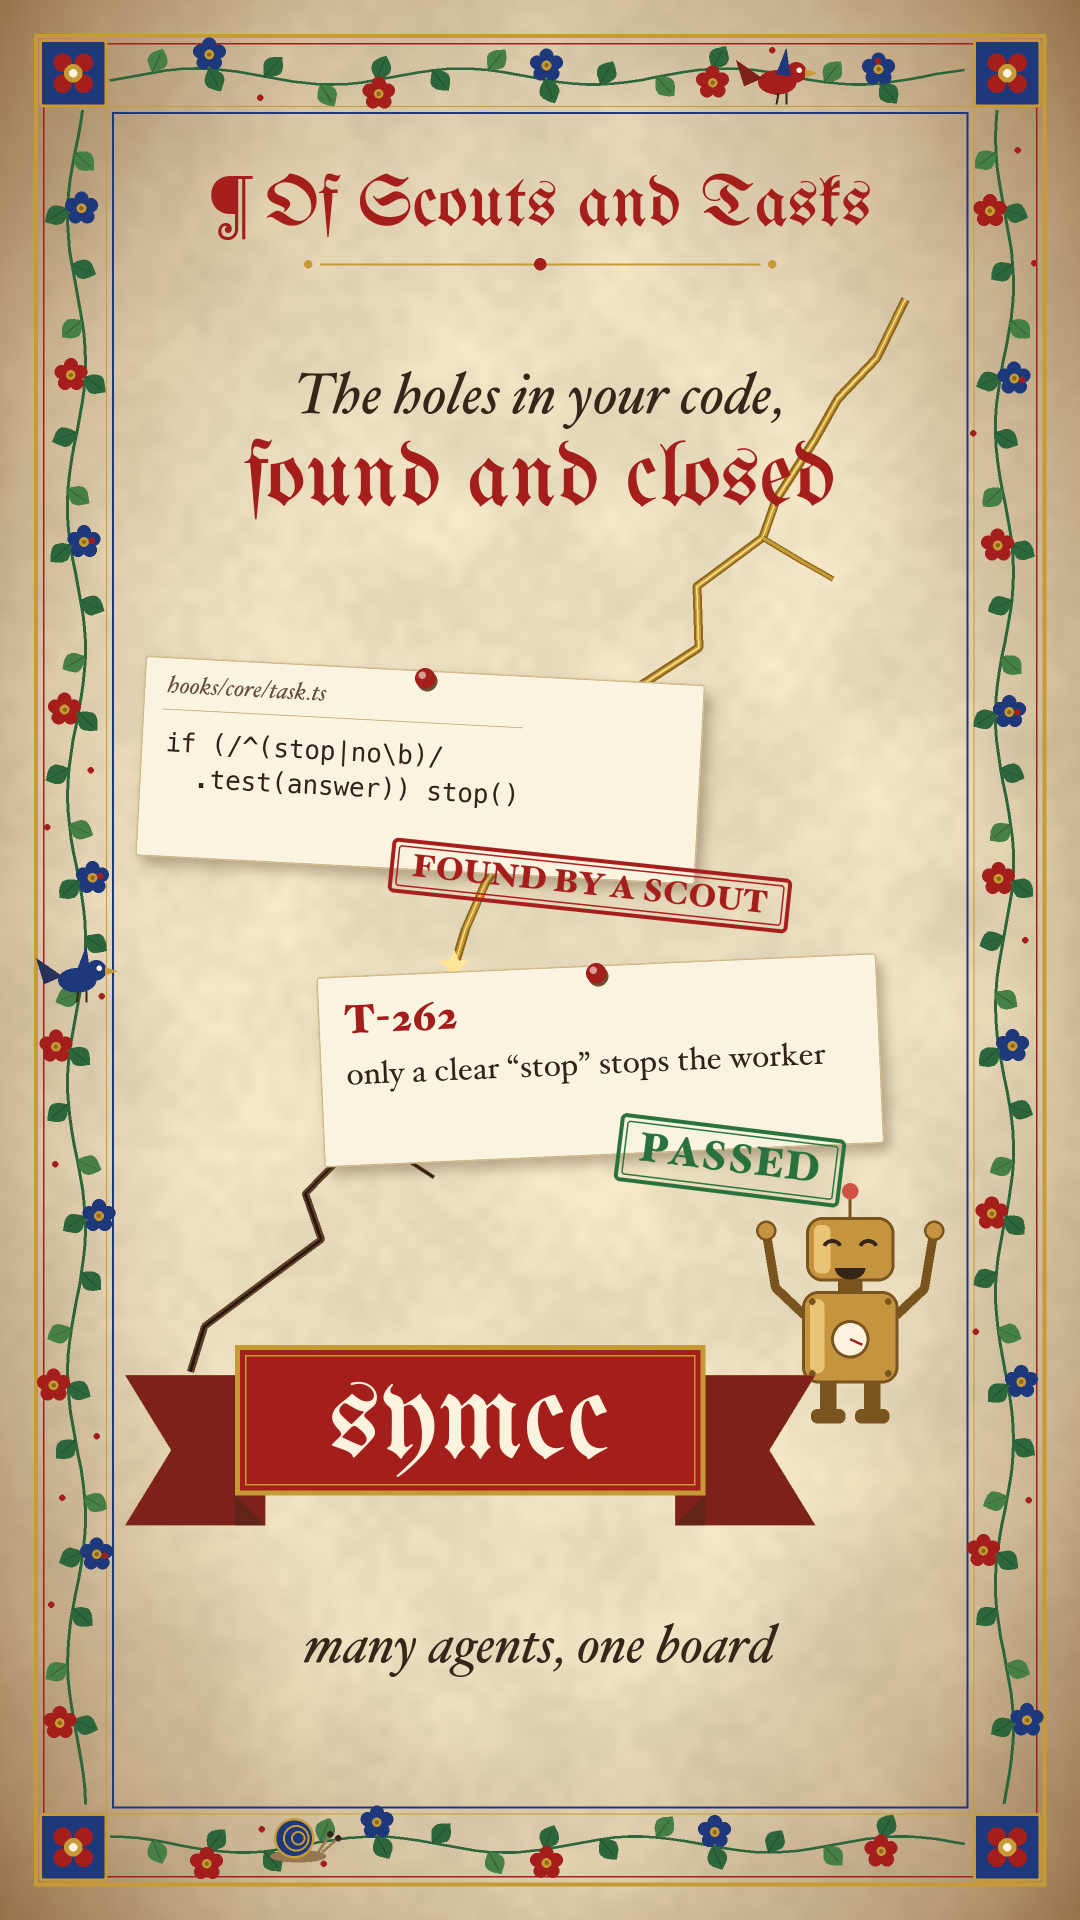 ¶ Of Scouts and Tasks
The holes in your code,
found and closed
hooks/core/task.ts
if (/^(stop|no\b)/
.test(answer)) stop()
FOUND BY A SCOUT
T-262
only a clear “stop” stops the worker
PASSED
symcc
many agents, one board